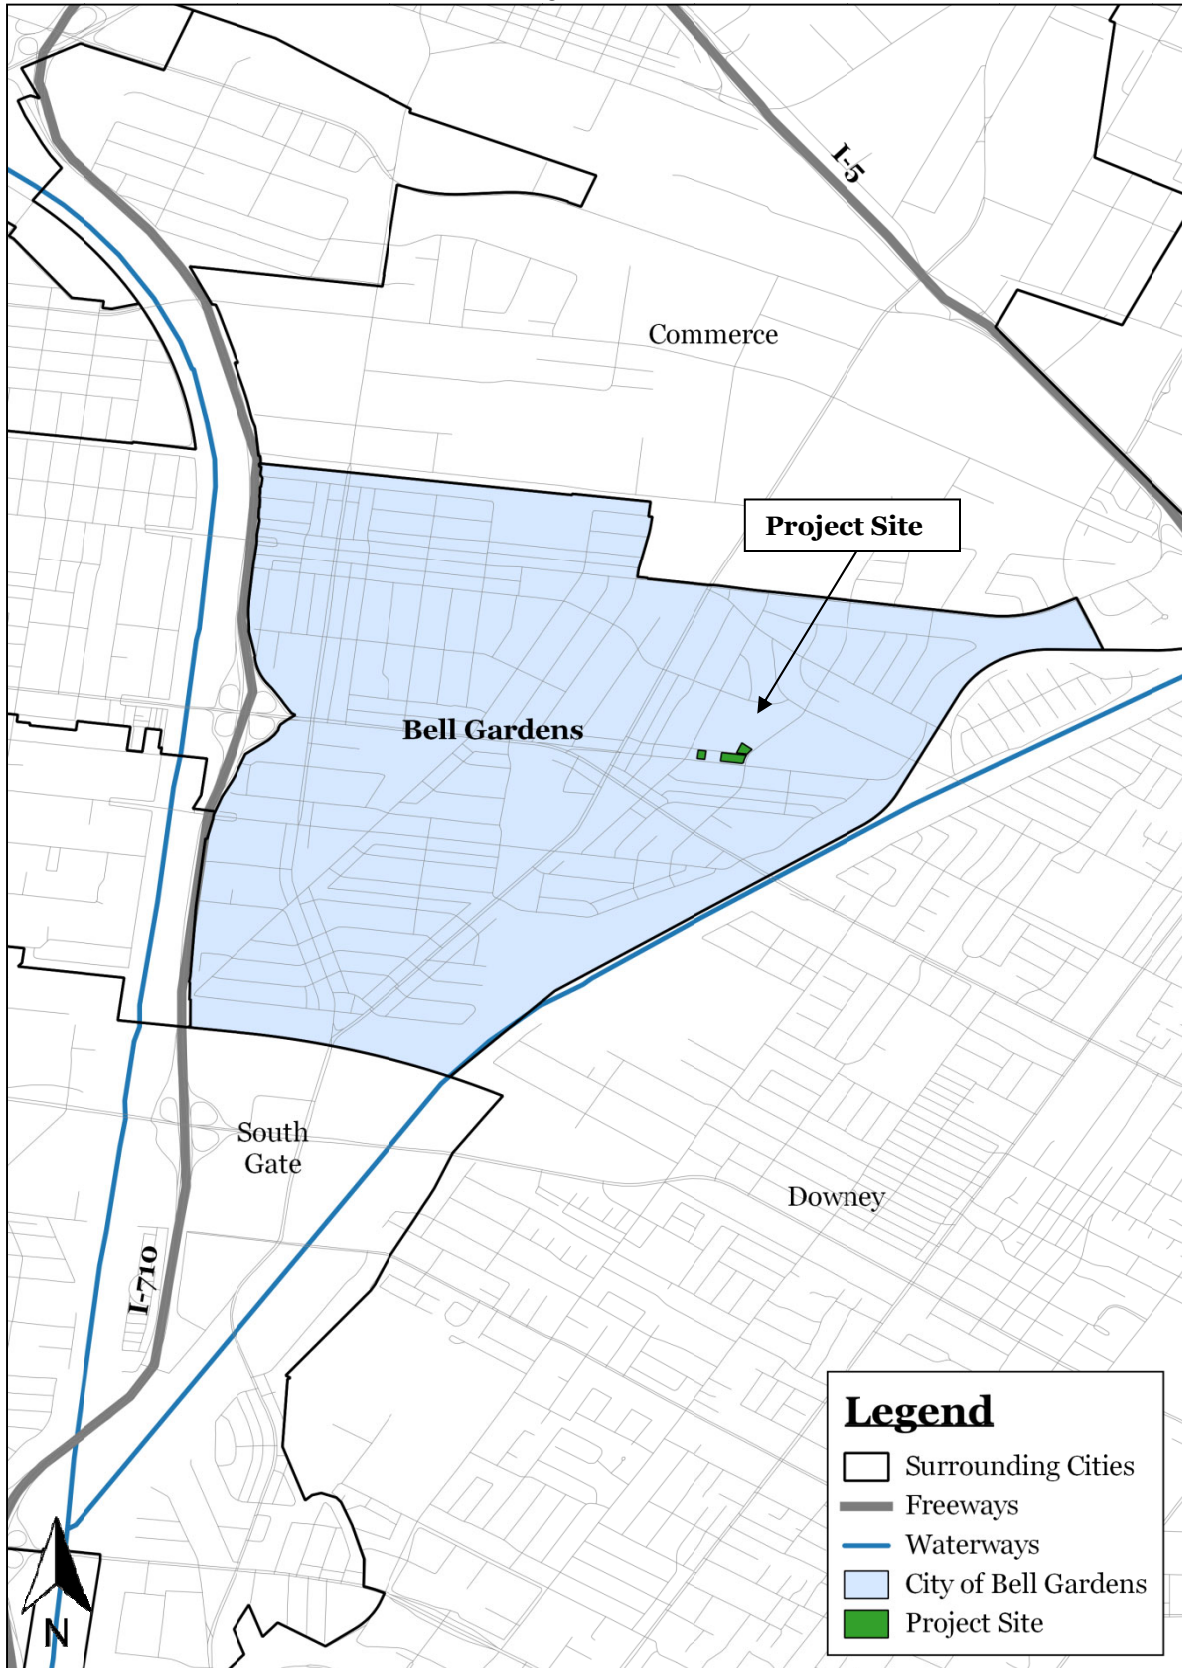 I-5
Commerce
Project Site
Bell Gardens
South
Gate
Downey
I-710
Legend
Surrounding Cities
Freeways
Waterways
City of Bell Gardens
Project Site
N